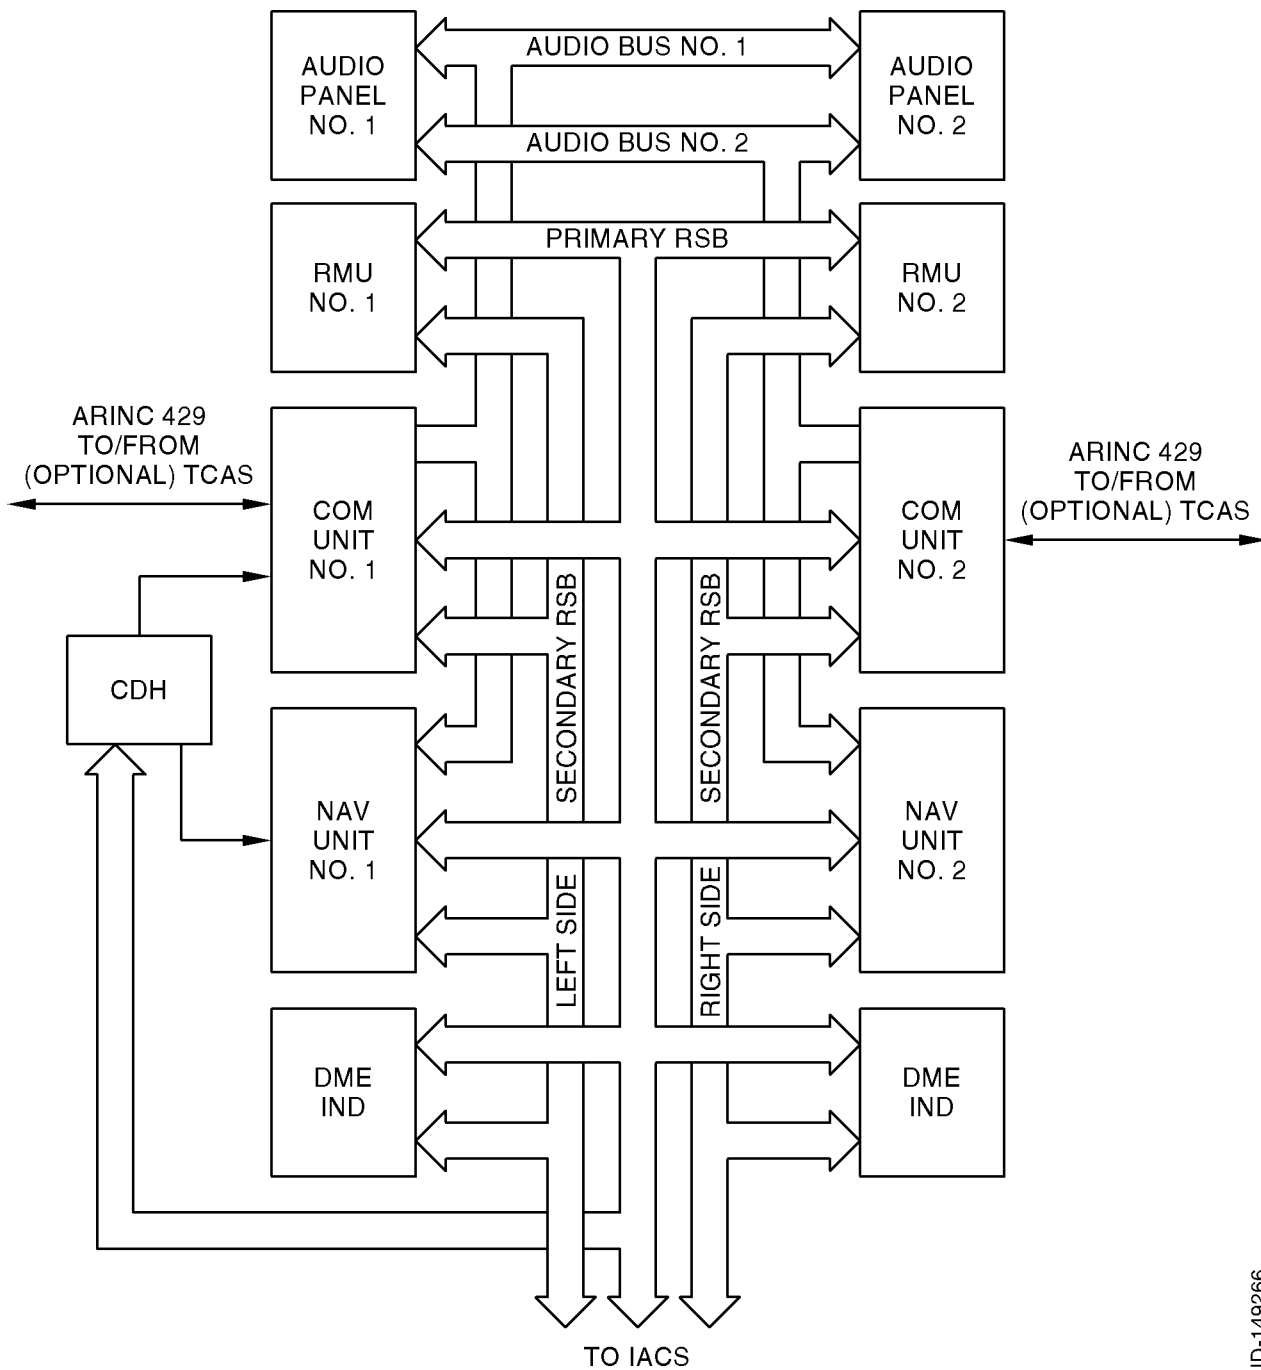 AUDIO
PANEL
NO. 1
AUDIO BUS NO. 1
AUDIO BUS NO. 2
AUDIO
PANEL
NO. 2
RMU
NO. 1
PRIMARY RSB
RMU
NO. 2
ARINC 429
TO/FROM
(OPTIONAL) TCAS
COM
UNIT
NO. 1
COM
UNIT
NO. 2
ARINC 429
TO/FROM
(OPTIONAL) TCAS
CDH
SECONDARY RSB
SECONDARY RSB
NAV
UNIT
NO. 1
NAV
UNIT
NO. 2
LEFT SIDE
RIGHT SIDE
DME
IND
DME
IND
TO IACS
ID-149266